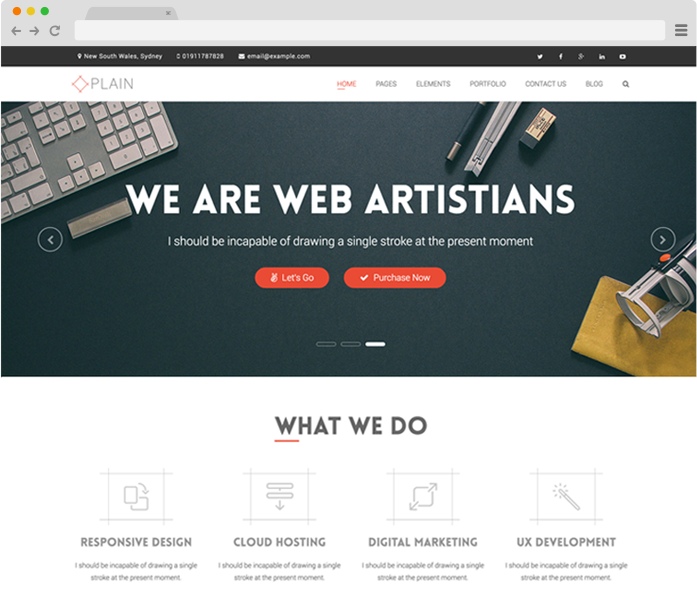 New South Wales, Sydney 01911787828 email@example.com
PLAIN HOME PAGES ELEMENTS PORTFOLIO CONTACT US BLOG
WE ARE WEB ARTISTIANS
I should be incapable of drawing a single stroke at the present moment
Let's Go Purchase Now
WHAT WE DO
RESPONSIVE DESIGN CLOUD HOSTING DIGITAL MARKETING UX DEVELOPMENT
I should be incapable of drawing a single I should be incapable of drawing a single I should be incapable of drawing a single I should be incapable of drawing a single
stroke at the present moment. stroke at the present moment. stroke at the present moment. stroke at the present moment.